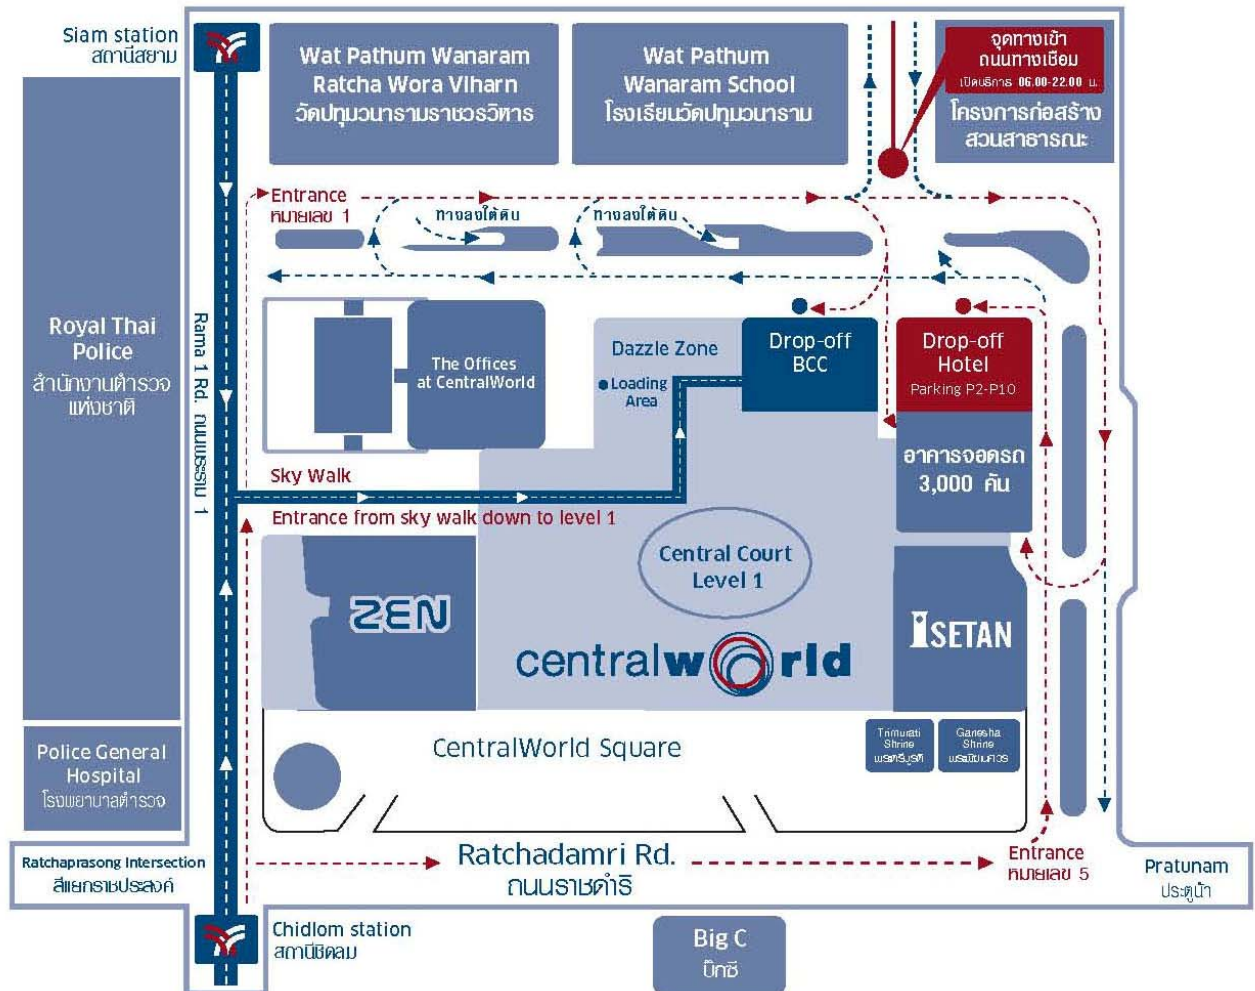 Siam station
สถานีสยาม
Wat Pathum Wanaram
Ratcha Wora Viharn
วัดปทุมวนารามราชวรวิหาร
Wat Pathum
Wanaram School
โรงเรียนวัดปทุมวนาราม
จุดทางเข้า
ถนนทางเชื่อม
เปิดบริการ 06.00-22.00 น.
โครงการก่อสร้าง
สวนสาธารณะ
Entrance
หมายเลข 1
ทางลงใต้ดิน
ทางลงใต้ดิน
Royal Thai
Police
สำนักงานตำรวจ
แห่งชาติ
Rama 1 Rd. ถนนพระราม 1
The Offices
at CentralWorld
Dazzle Zone
Loading
Area
Drop-off
BCC
Drop-off
Hotel
Parking P2-P10
อาคารจอดรถ
3,000 คัน
Sky Walk
Entrance from sky walk down to level 1
Central Court
Level 1
ZEN
ISETAN
centralworld
CentralWorld Square
Trimurati
Shrine
พระตรีมูรติ
Ganesha
Shrine
พระพิฆเนศวร
Police General
Hospital
โรงพยาบาลตำรวจ
Ratchaprasong Intersection
สี่แยกราชประสงค์
Ratchadamri Rd.
ถนนราชดำริ
Entrance
หมายเลข 5
Pratunam
ประตูน้ำ
Chidlom station
สถานีชิดลม
Big C
บิ๊กซี